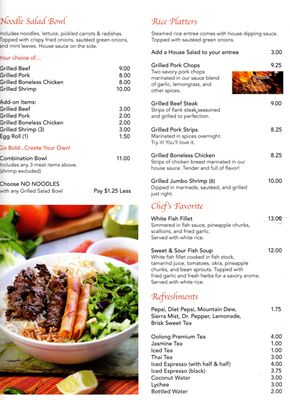 Noodle Salad Bowl
Includes noodles, lettuce, pickled carrots & radishes.
Topped with crispy fried onions, sautéed green onions,
and mint leaves. House sauce on the side.
Your choice of...
Grilled Beef 9.00
Grilled Pork 8.00
Grilled Boneless Chicken 8.00
Grilled Shrimp 10.00
Add-on items:
Grilled Beef 3.00
Grilled Pork 2.00
Grilled Boneless Chicken 2.00
Grilled Shrimp (3) 3.00
Egg Roll (1) 1.50
Go Bold...Create Your Own!
Combination Bowl 11.00
Includes any 3 meat items above.
(shrimp excluded)
Choose NO NOODLES
with any Grilled Salad Bowl Pay $1.25 Less
Rice Platters
Steamed rice entrees comes with house dipping sauce.
Topped with sautéed green onions.
Add a House Salad to your entree 3.00
Grilled Pork Chops 9.25
Two savory pork chops
marinated in our sauce blend
of garlic, lemongrass, and
other spices.
Grilled Beef Steak 9.00
Strips of flank steak seasoned
and grilled to perfection.
Grilled Pork Strips 8.25
Marinated in spices overnight.
Try it! You'll love it.
Grilled Boneless Chicken 8.25
Strips of chicken breast marinated in our
house sauce. Tender and full of flavor!
Grilled Jumbo Shrimp (6) 10.00
Dipped in marinade, sautéed, and grilled
just right.
Chef's Favorite
White Fish Fillet 13.00
Simmered in fish sauce, pineapple chunks,
scallions, and fried garlic.
Served with white rice.
Sweet & Sour Fish Soup 12.00
White fish fillet cooked in fish stock,
tamarind juice, tomatoes, okra, pineapple
chunks, and bean sprouts. Topped with
fried garlic and fresh herbs for a savory aroma.
Served with white rice.
Refreshments
Pepsi, Diet Pepsi, Mountain Dew, 1.75
Sierra Mist, Dr. Pepper, Lemonade,
Brisk Sweet Tea
Oolong Premium Tea 4.00
Jasmine Tea 2.00
Iced Tea 1.00
Thai Tea 3.00
Iced Espresso (with half & half) 4.00
Iced Espresso (black) 3.75
Coconut Water 2.00
Lychee 3.00
Bottled Water 2.00